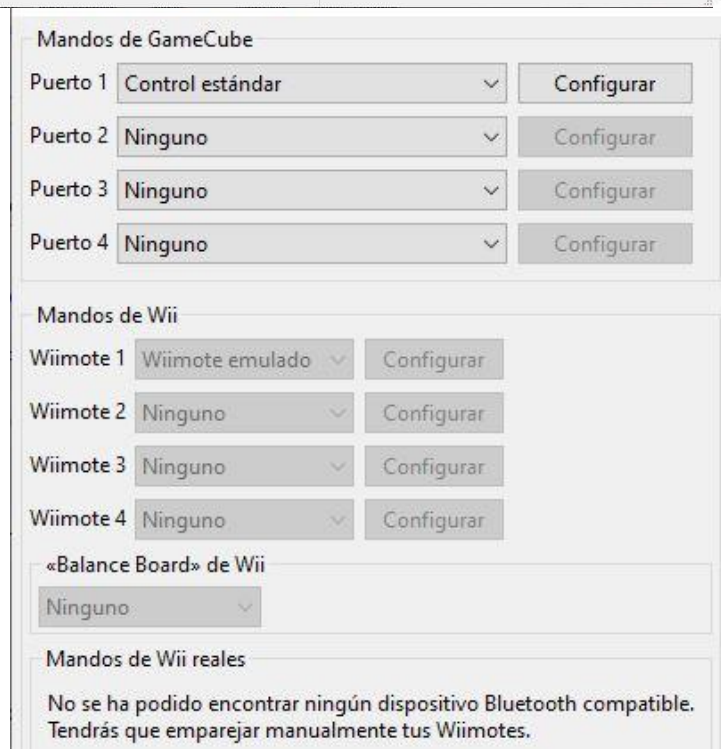 Mandos de GameCube
Puerto 1 Control estándar Configurar
Puerto 2 Ninguno Configurar
Puerto 3 Ninguno Configurar
Puerto 4 Ninguno Configurar
Mandos de Wii
Wiimote 1 Wiimote emulado Configurar
Wiimote 2 Ninguno Configurar
Wiimote 3 Ninguno Configurar
Wiimote 4 Ninguno Configurar
«Balance Board» de Wii
Ninguno
Mandos de Wii reales
No se ha podido encontrar ningún dispositivo Bluetooth compatible.
Tendrás que emparejar manualmente tus Wiimotes.